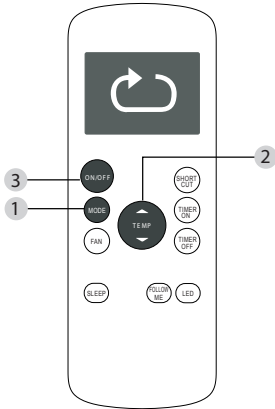 2
3
ON/OFF
SHORT
CUT
1
MODE
TEMP
TIMER
ON
FAN
TIMER
OFF
SLEEP
FOLLOW
ME
LED